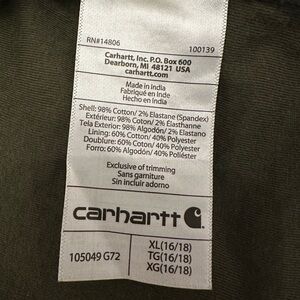 RN#14806 100139
Carhartt, Inc. P.O. Box 600
Dearborn, MI 48121 USA
carhartt.com
Made in India
Fabriqué en Inde
Hecho en India
Shell: 98% Cotton/ 2% Elastane (Spandex)
Extérieur: 98% Coton/ 2% Élasthanne
Tela Exterior: 98% Algodón/ 2% Elastano
Lining: 60% Cotton/ 40% Polyester
Doublure: 60% Coton/ 40% Polyester
Forro: 60% Algodón/ 40% Poliéster
Exclusive of trimming
Sans garniture
Sin incluir adorno
carhartt
105049 G72
XL(16/18)
TG(16/18)
XG(16/18)